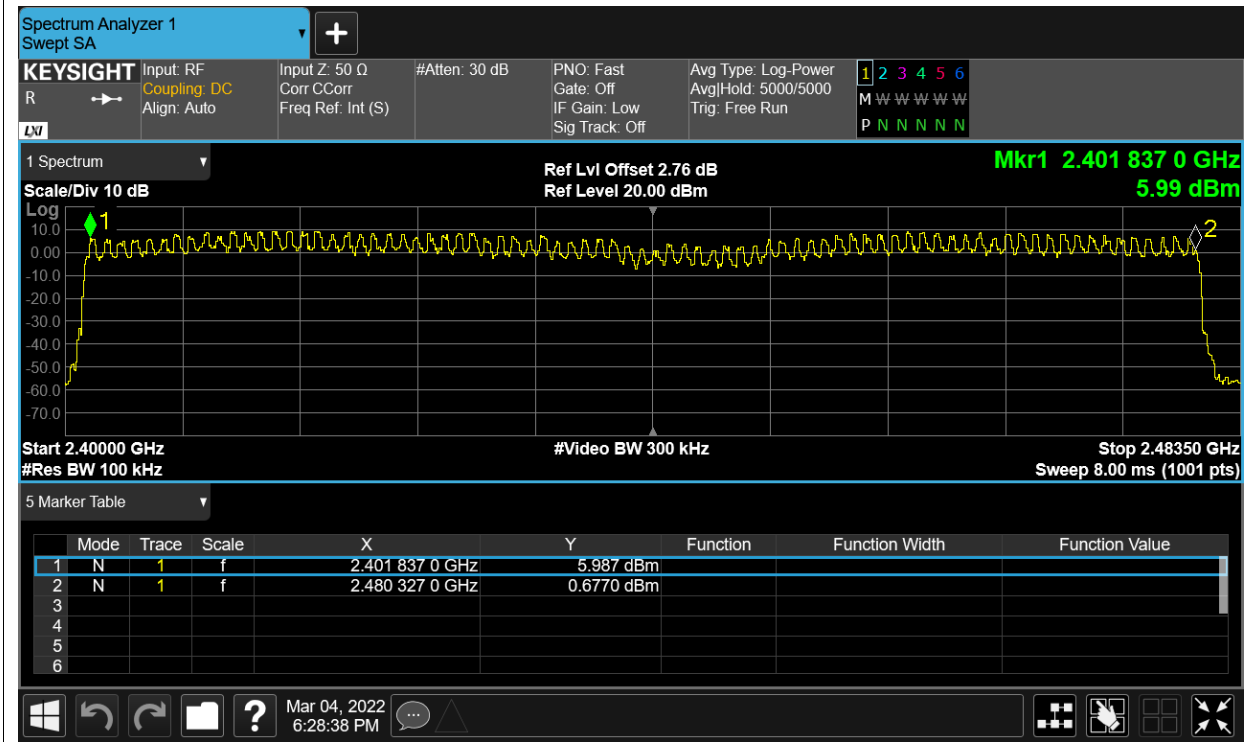 Spectrum Analyzer 1
Swept SA
KEYSIGHT
R
LXI
Input: RF
Coupling: DC
Align: Auto
Input Z: 50 Ω
Corr CCorr
Freq Ref: Int (S)
#Atten: 30 dB
PNO: Fast
Gate: Off
IF Gain: Low
Sig Track: Off
Avg Type: Log-Power
Avg|Hold: 5000/5000
Trig: Free Run
1 2 3 4 5 6
M W W W W W
P N N N N N
1 Spectrum
Scale/Div 10 dB
Ref Lvl Offset 2.76 dB
Ref Level 20.00 dBm
Mkr1 2.401 837 0 GHz
5.99 dBm
Log
1
2
10.0
0.00
-10.0
-20.0
-30.0
-40.0
-50.0
-60.0
-70.0
Start 2.40000 GHz
#Video BW 300 kHz
Stop 2.48350 GHz
#Res BW 100 kHz
Sweep 8.00 ms (1001 pts)
5 Marker Table
Mode Trace Scale X Y Function Function Width Function Value
1 N 1 f 2.401 837 0 GHz 5.987 dBm
2 N 1 f 2.480 327 0 GHz 0.6770 dBm
3
4
5
6
?
Mar 04, 2022
6:28:38 PM